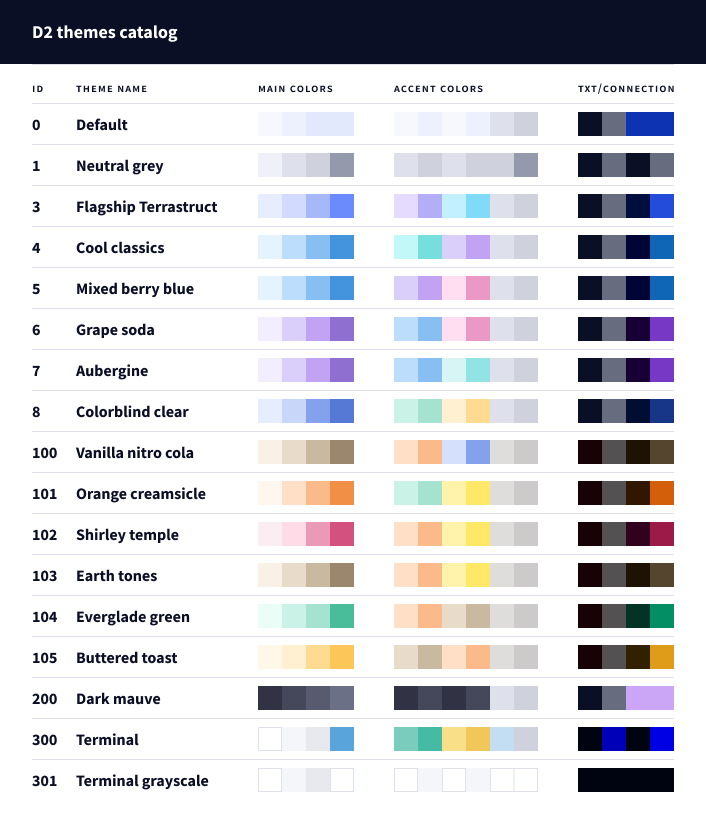 D2 themes catalog
ID THEME NAME MAIN COLORS ACCENT COLORS TXT/CONNECTION
0 Default
1 Neutral grey
3 Flagship Terrastruct
4 Cool classics
5 Mixed berry blue
6 Grape soda
7 Aubergine
8 Colorblind clear
100 Vanilla nitro cola
101 Orange creamsicle
102 Shirley temple
103 Earth tones
104 Everglade green
105 Buttered toast
200 Dark mauve
300 Terminal
301 Terminal grayscale